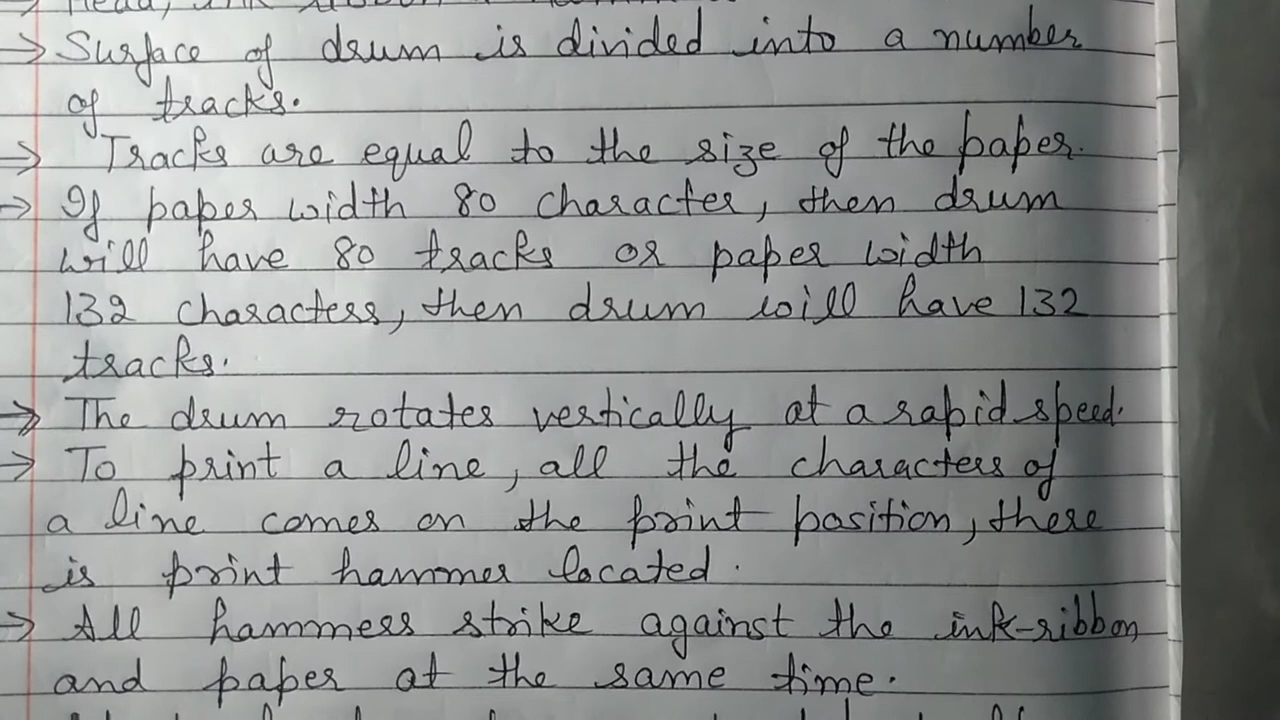 → Head, ink ribbon
→ Surface of drum is divided into a number
of tracks.
→ Tracks are equal to the size of the paper.
→ If paper width 80 character, then drum
will have 80 tracks or paper width
132 characters, then drum will have 132
tracks.
→ The drum rotates vertically at a rapid speed.
→ To print a line, all the characters of
a line comes on the print position, there
is print hammer located.
→ All hammers strike against the ink-ribbon
and paper at the same time.